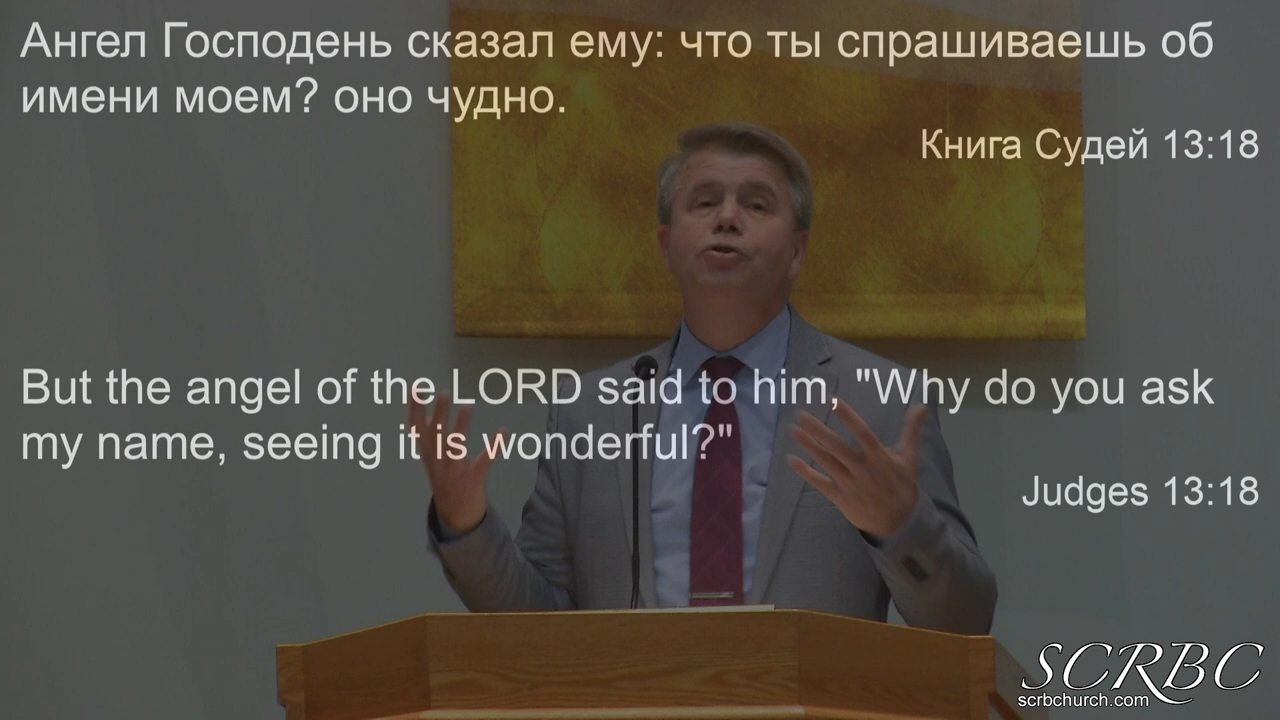 Ангел Господень сказал ему: что ты спрашиваешь об
имени моем? оно чудно.
Книга Судей 13:18
But the angel of the LORD said to him, "Why do you ask
my name, seeing it is wonderful?"
Judges 13:18
SCRBC
scrbchurch.com